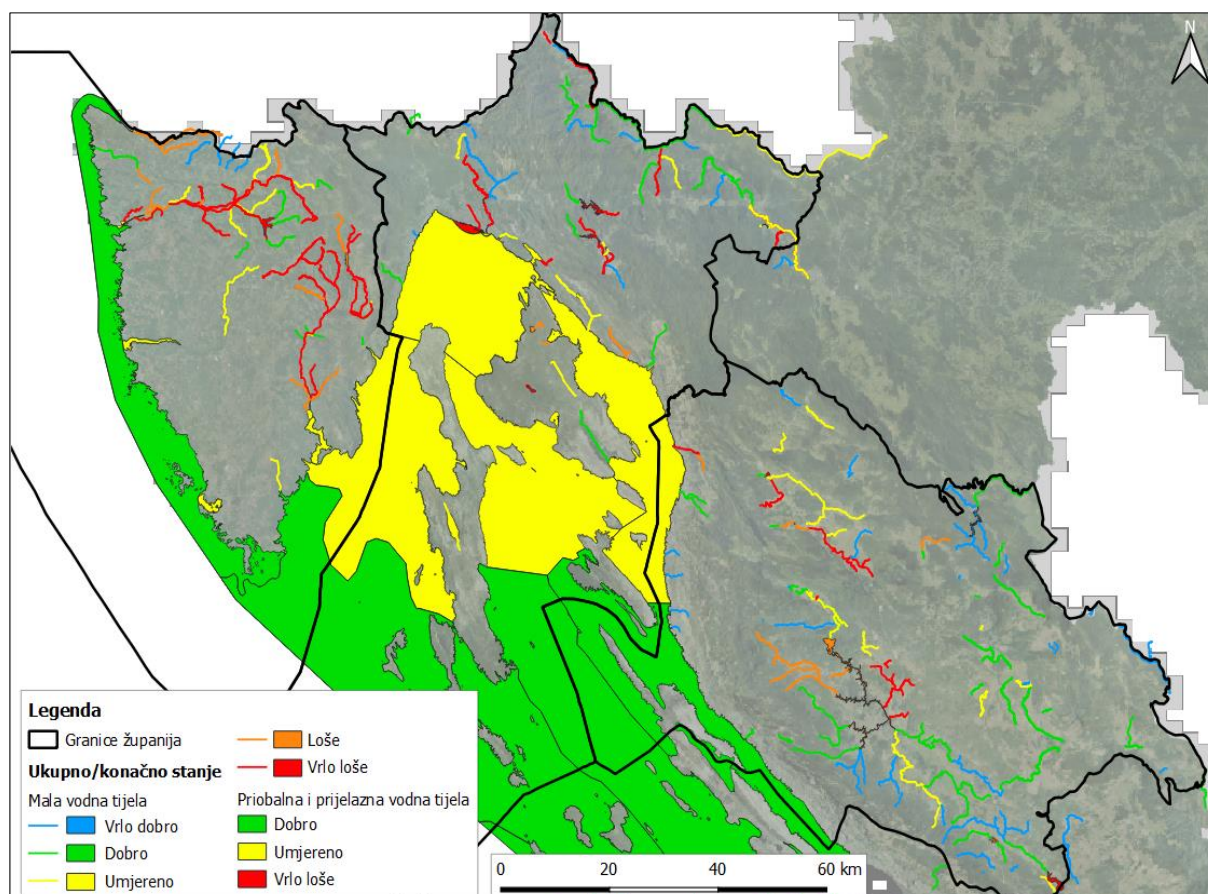 N
Legenda
Granice županija
Ukupno/konačno stanje
Mala vodna tijela
Vrlo dobro
Dobro
Umjereno
Loše
Vrlo loše
Priobalna i prijelazna vodna tijela
Dobro
Umjereno
Vrlo loše
0 20 40 60 km